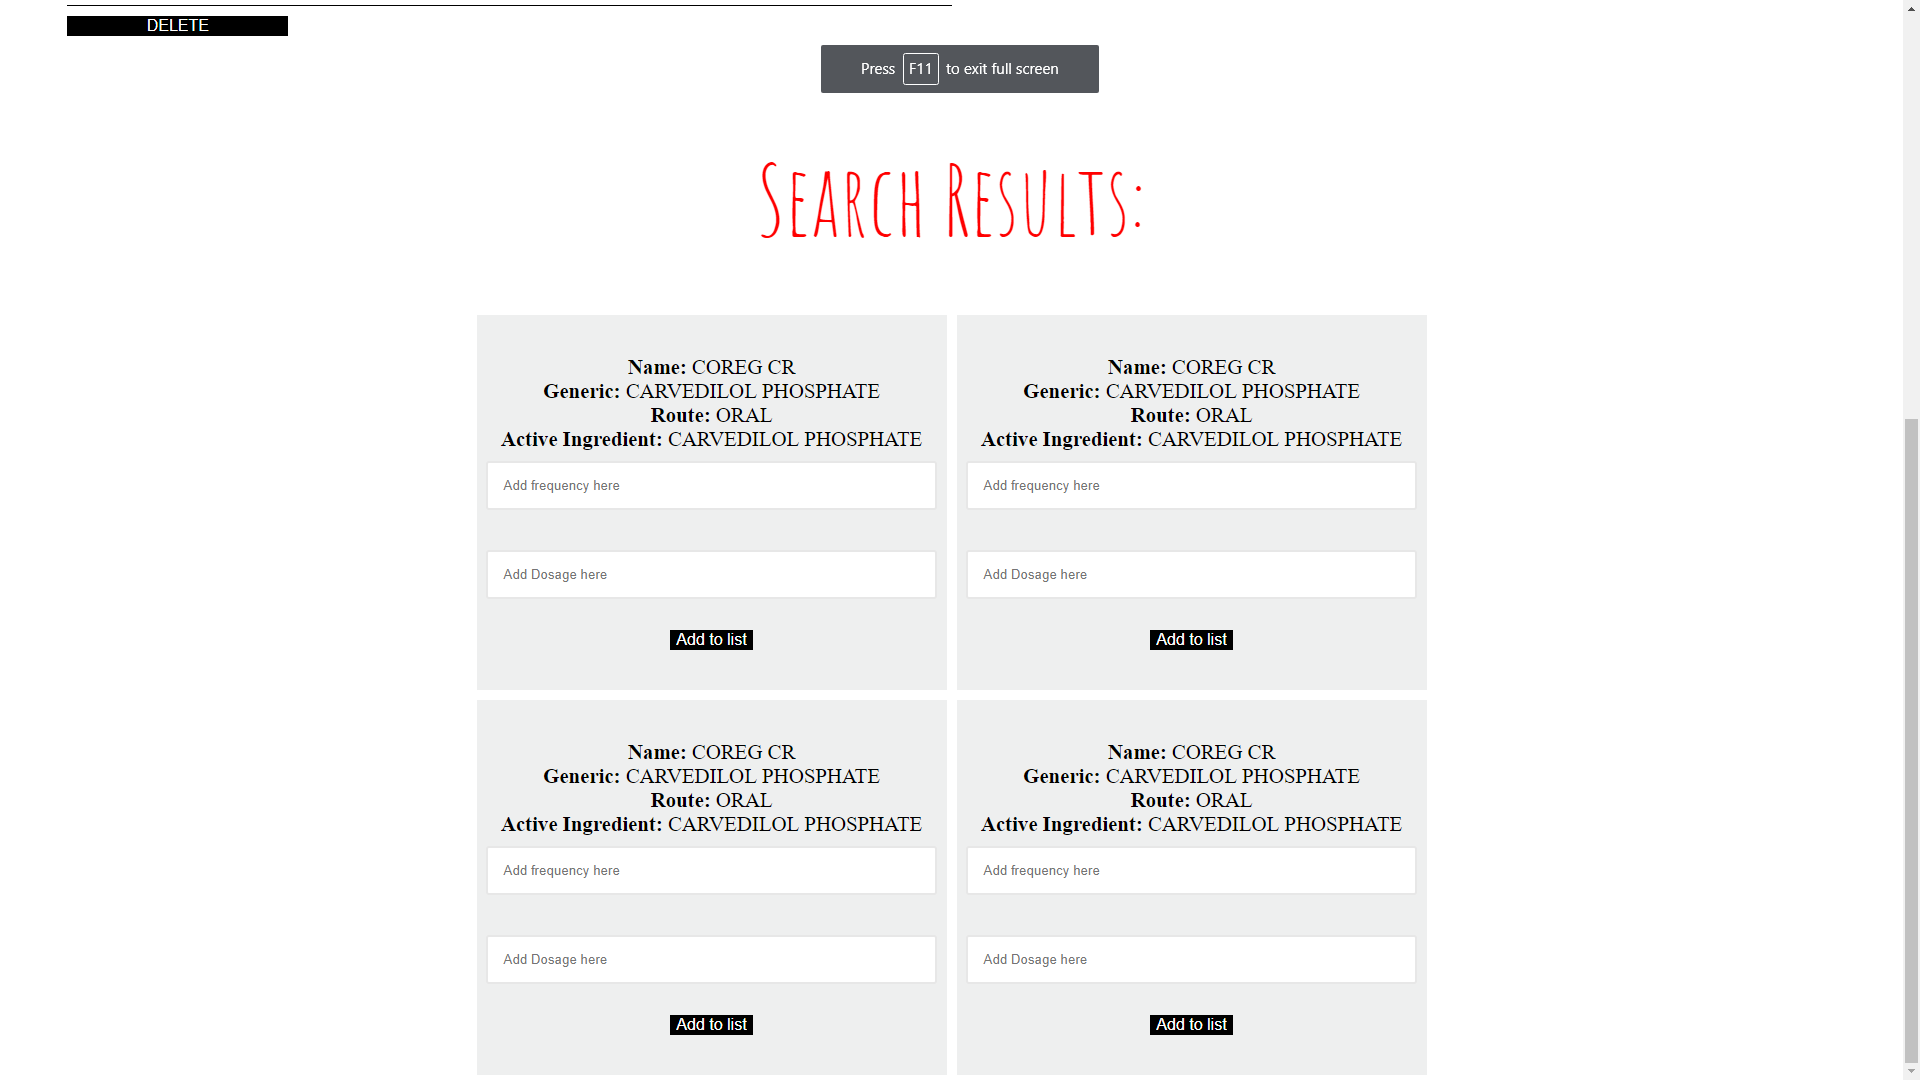 DELETE
Press F11 to exit full screen
Search Results:
Name: COREG CR
Generic: CARVEDILOL PHOSPHATE
Route: ORAL
Active Ingredient: CARVEDILOL PHOSPHATE
Add frequency here
Add Dosage here
Add to list
Name: COREG CR
Generic: CARVEDILOL PHOSPHATE
Route: ORAL
Active Ingredient: CARVEDILOL PHOSPHATE
Add frequency here
Add Dosage here
Add to list
Name: COREG CR
Generic: CARVEDILOL PHOSPHATE
Route: ORAL
Active Ingredient: CARVEDILOL PHOSPHATE
Add frequency here
Add Dosage here
Add to list
Name: COREG CR
Generic: CARVEDILOL PHOSPHATE
Route: ORAL
Active Ingredient: CARVEDILOL PHOSPHATE
Add frequency here
Add Dosage here
Add to list